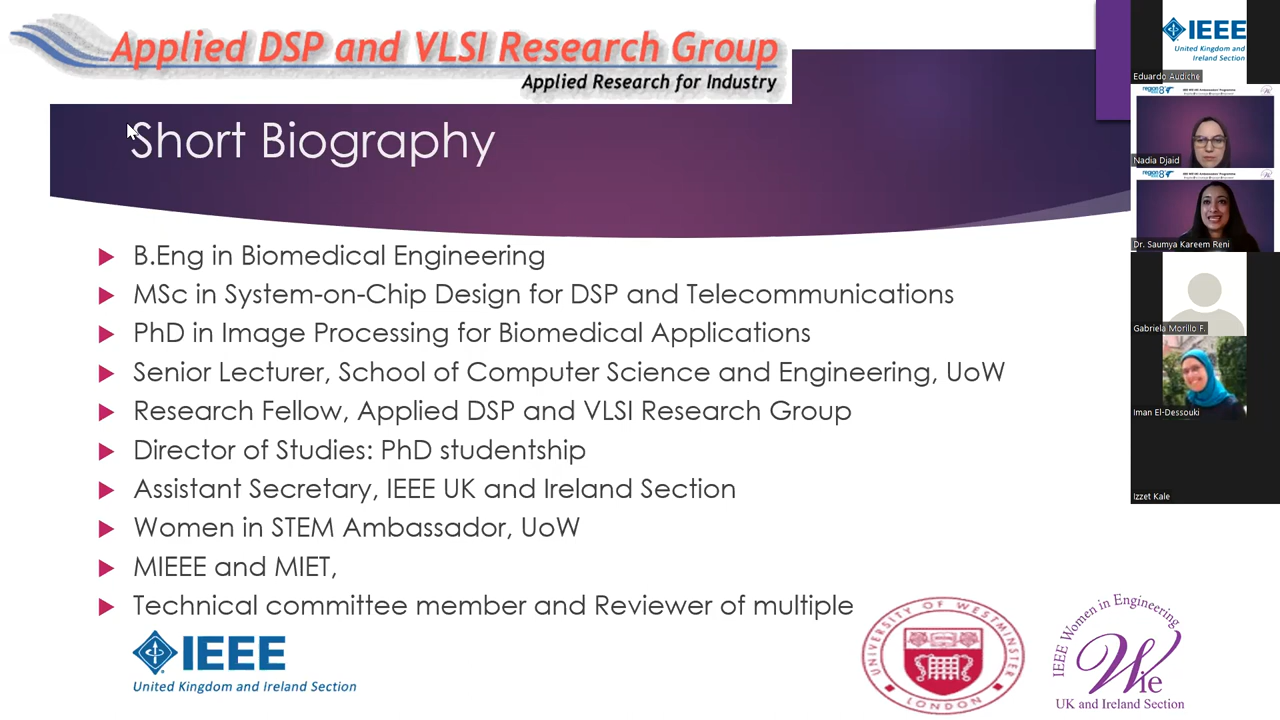 Applied DSP and VLSI Research Group
Applied Research for Industry
Short Biography
B.Eng in Biomedical Engineering
MSc in System-on-Chip Design for DSP and Telecommunications
PhD in Image Processing for Biomedical Applications
Senior Lecturer, School of Computer Science and Engineering, UoW
Research Fellow, Applied DSP and VLSI Research Group
Director of Studies: PhD studentship
Assistant Secretary, IEEE UK and Ireland Section
Women in STEM Ambassador, UoW
MIEEE and MIET,
Technical committee member and Reviewer of multiple
IEEE
United Kingdom and Ireland Section
UNIVERSITY OF WESTMINSTER
LONDON
IEEE Women in Engineering
Wie
UK and Ireland Section
IEEE
United Kingdom and
Ireland Section
Eduardo Audiche
region 8
Nadia Djaid
region 8
Dr. Saumya Kareem Reni
Gabriela Morillo F.
Iman El-Dessouki
Izzet Kale